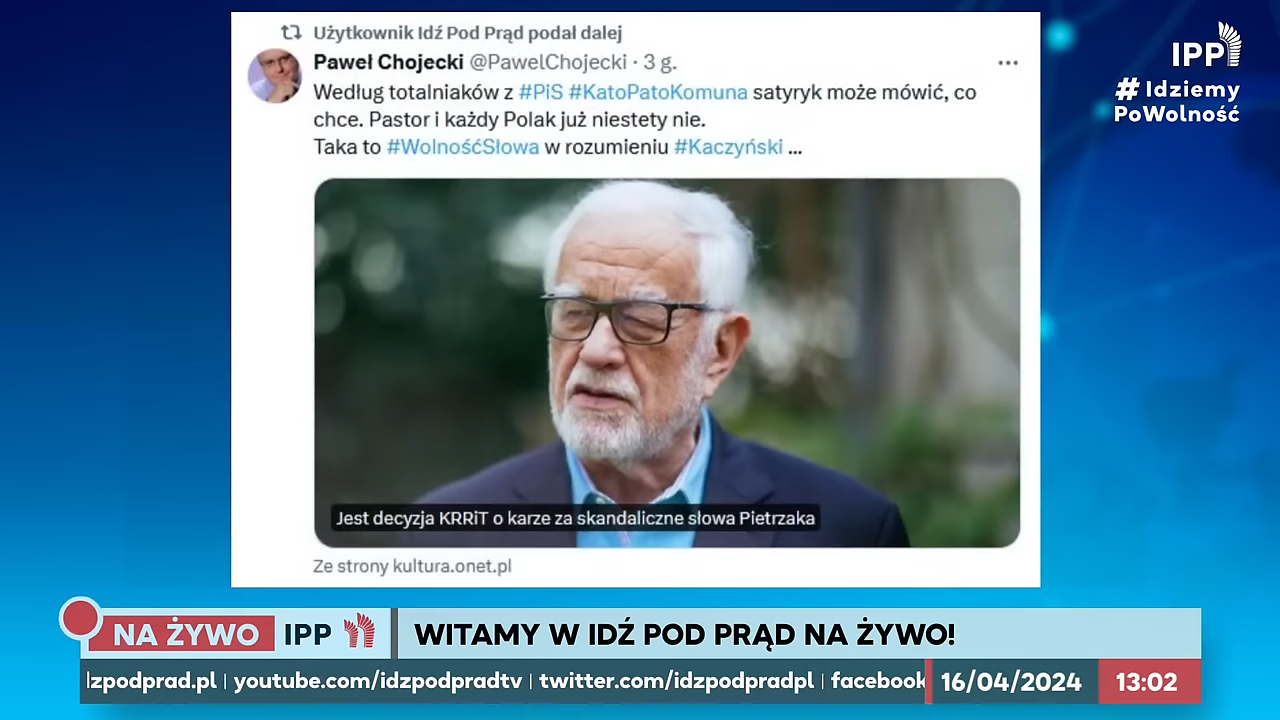 Użytkownik Idź Pod Prąd podał dalej
Paweł Chojecki @PawelChojecki · 3 g.
Według totalniaków z #PiS #KatoPatoKomuna satyryk może mówić, co
chce. Pastor i każdy Polak już niestety nie.
Taka to #WolnośćSłowa w rozumieniu #Kaczyński ...
Jest decyzja KRRiT o karze za skandaliczne słowa Pietrzaka
Ze strony kultura.onet.pl
IPP
# Idziemy
PoWolność
NA ŻYWO IPP
WITAMY W IDŹ POD PRĄD NA ŻYWO!
dzpodprad.pl | youtube.com/idzpodpradtv | twitter.com/idzpodpradpl | facebook
16/04/2024
13:02